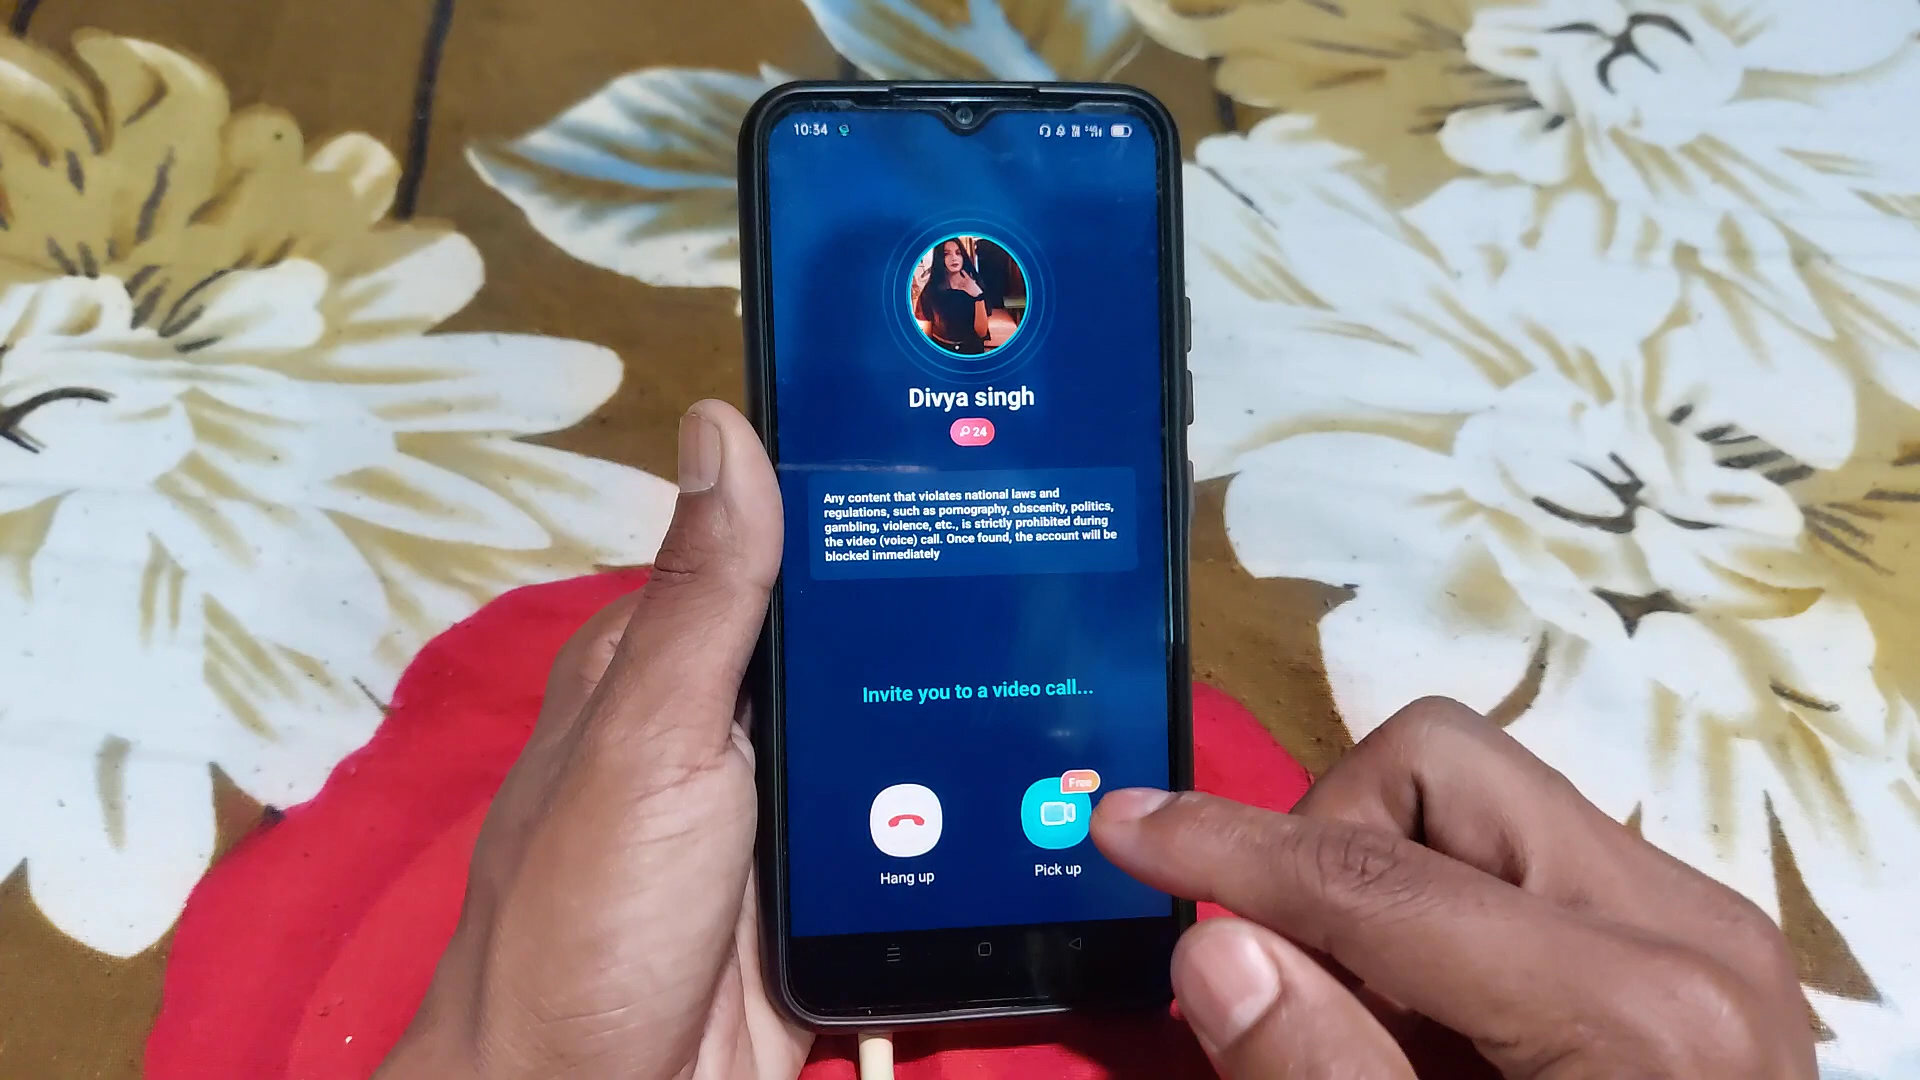 10:34
Divya singh
24
Any content that violates national laws and
regulations, such as pornography, obscenity, politics,
gambling, violence, etc., is strictly prohibited during
the video (voice) call. Once found, the account will be
blocked immediately
Invite you to a video call...
Free
Hang up
Pick up